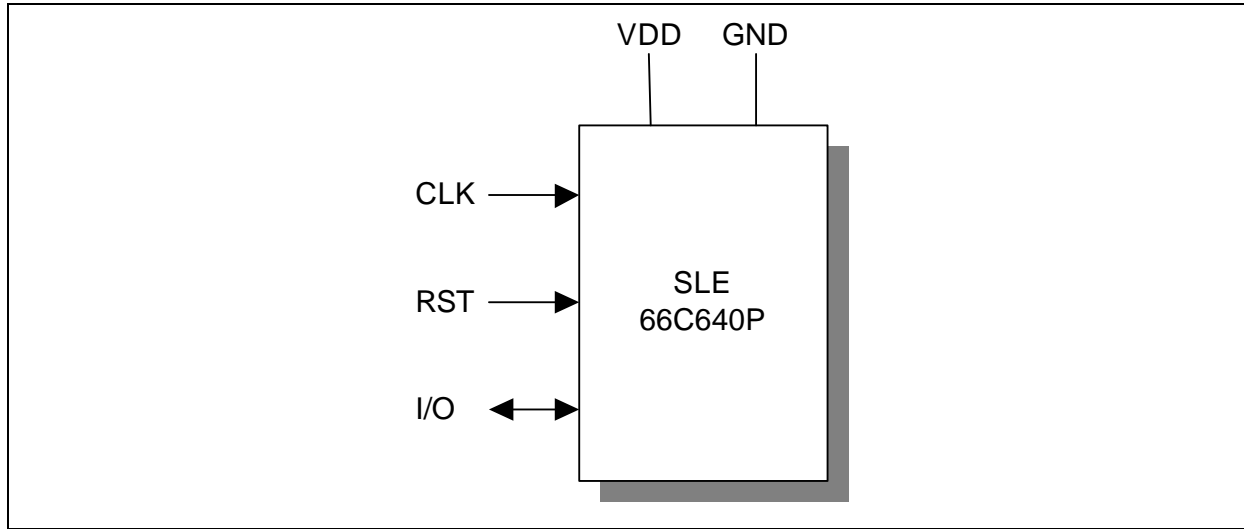 VDD GND
CLK
RST
SLE
66C640P
I/O